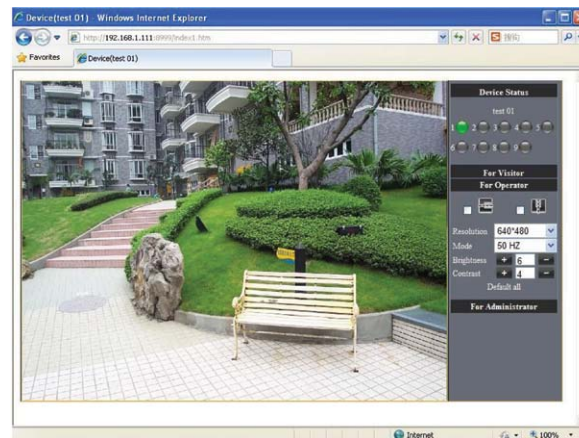 Device(test 01) - Windows Internet Explorer
http://192.168.1.111:8999/index1.htm
搜狗
Favorites
Device(test 01)
Device Status
test 01
1 2 3 4 5
6 7 8 9
For Visitor
For Operator
Resolution 640*480
Mode 50 HZ
Brightness + 6 -
Contrast + 4 -
Default all
For Administrator
Internet
100%